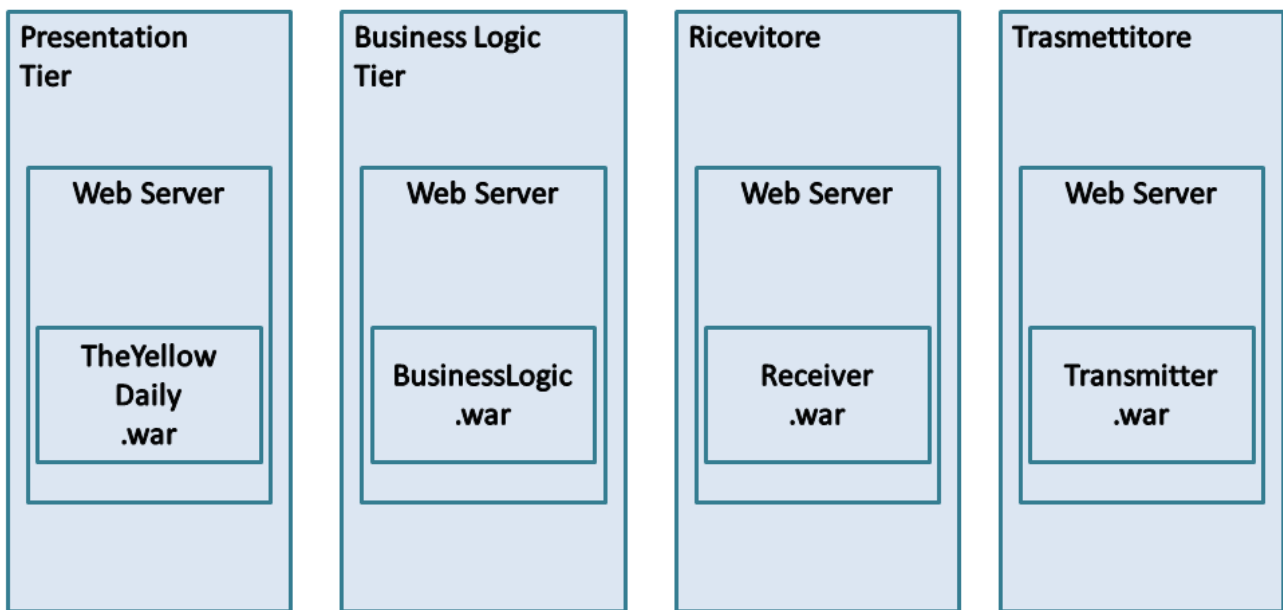 Presentation
Tier
Web Server
TheYellow
Daily
.war
Business Logic
Tier
Web Server
BusinessLogic
.war
Ricevitore
Web Server
Receiver
.war
Trasmettitore
Web Server
Transmitter
.war